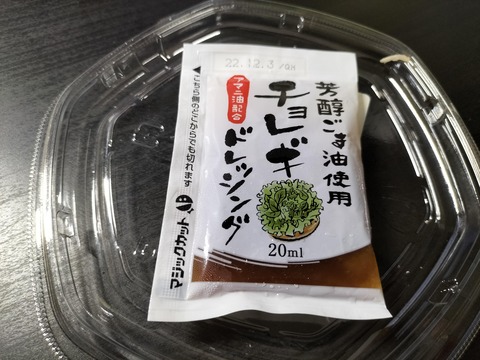 22.12.3
芳醇ごま油使用
アマニ油配合
チョレギ
ドレッシング
20ml
◀こちら側のどこからでも切れます
マジックカット